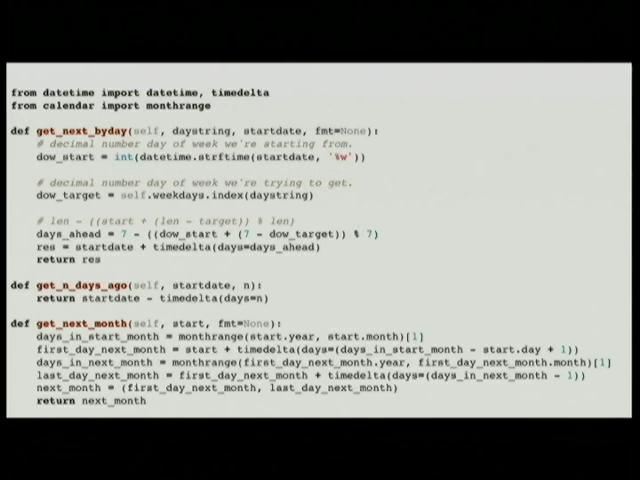 from datetime import datetime, timedelta
from calendar import monthrange
def get_next_byday(self, daystring, startdate, fmt=None):
# decimal number day of week we're starting from.
dow_start = int(datetime.strftime(startdate, '%w'))
# decimal number day of week we're trying to get.
dow_target = self.weekdays.index(daystring)
# len - ((start + (len - target)) % len)
days_ahead = 7 - ((dow_start + (7 - dow_target)) % 7)
res = startdate + timedelta(days=days_ahead)
return res
def get_n_days_ago(self, startdate, n):
return startdate - timedelta(days=n)
def get_next_month(self, start, fmt=None):
days_in_start_month = monthrange(start.year, start.month)[1]
first_day_next_month = start + timedelta(days=(days_in_start_month - start.day + 1))
days_in_next_month = monthrange(first_day_next_month.year, first_day_next_month.month)[1]
last_day_next_month = first_day_next_month + timedelta(days=(days_in_next_month - 1))
next_month = (first_day_next_month, last_day_next_month)
return next_month